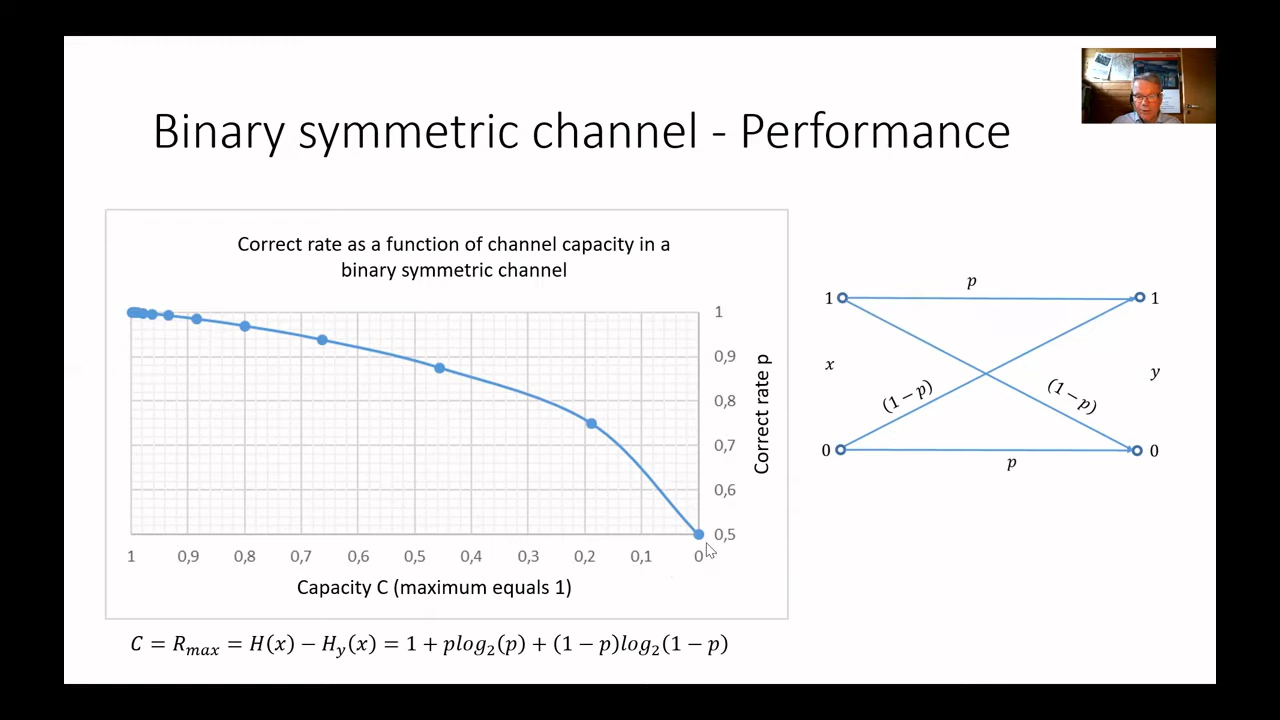 Binary symmetric channel - Performance
Correct rate as a function of channel capacity in a
binary symmetric channel
1
0,9
0,8
0,7
0,6
0,5
Correct rate p
1 0,9 0,8 0,7 0,6 0,5 0,4 0,3 0,2 0,1 0
Capacity C (maximum equals 1)
C = R_max = H(x) − H_y(x) = 1 + plog_2(p) + (1 − p)log_2(1 − p)
p
1 1
x y
(1 − p) (1 − p)
0 0
p